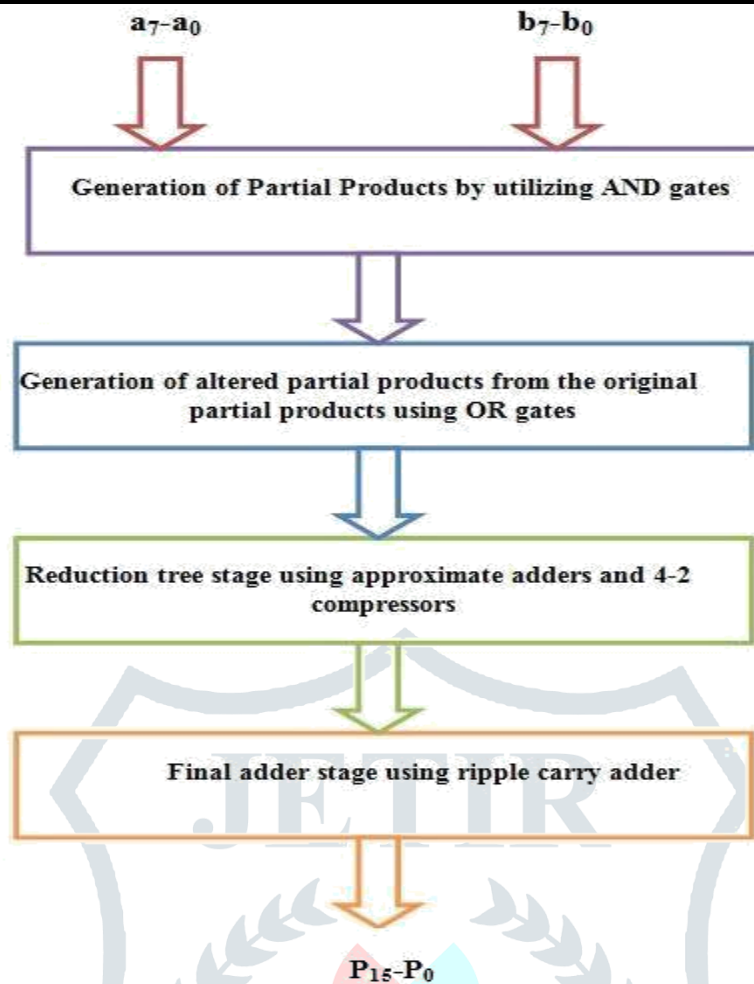 a₇-a₀ b₇-b₀
Generation of Partial Products by utilizing AND gates
Generation of altered partial products from the original
partial products using OR gates
Reduction tree stage using approximate adders and 4-2
compressors
JETIR
Final adder stage using ripple carry adder
P₁₅-P₀